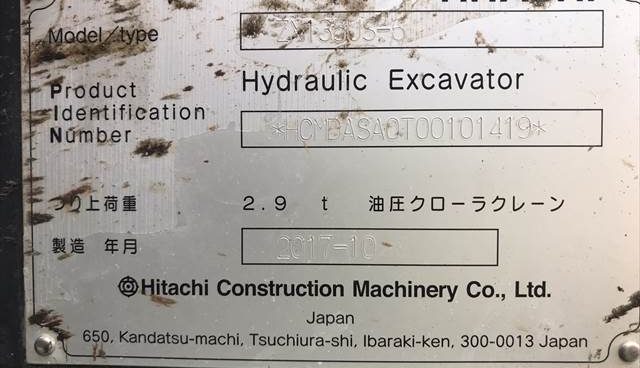 Model/type ZX135US-6
Product Identification Number
Hydraulic Excavator
*HCMDASA0T00101419*
つり上荷重 2.9 t 油圧クローラクレーン
製造 年月 2017-10
Hitachi Construction Machinery Co., Ltd.
Japan
650, Kandatsu-machi, Tsuchiura-shi, Ibaraki-ken, 300-0013 Japan